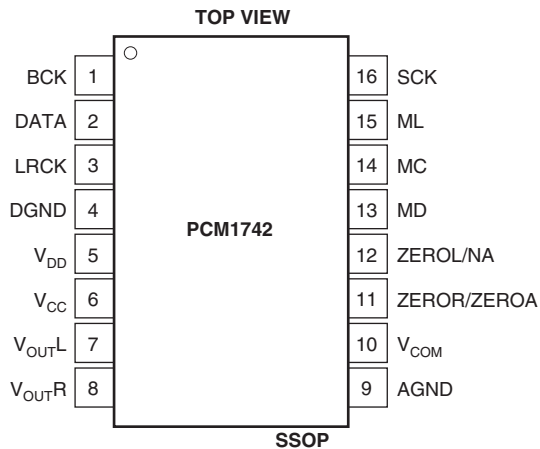 TOP VIEW
BCK 1 16 SCK
DATA 2 15 ML
LRCK 3 14 MC
DGND 4 13 MD
PCM1742
VDD 5 12 ZEROL/NA
VCC 6 11 ZEROR/ZEROA
VOUTL 7 10 VCOM
VOUTR 8 9 AGND
SSOP